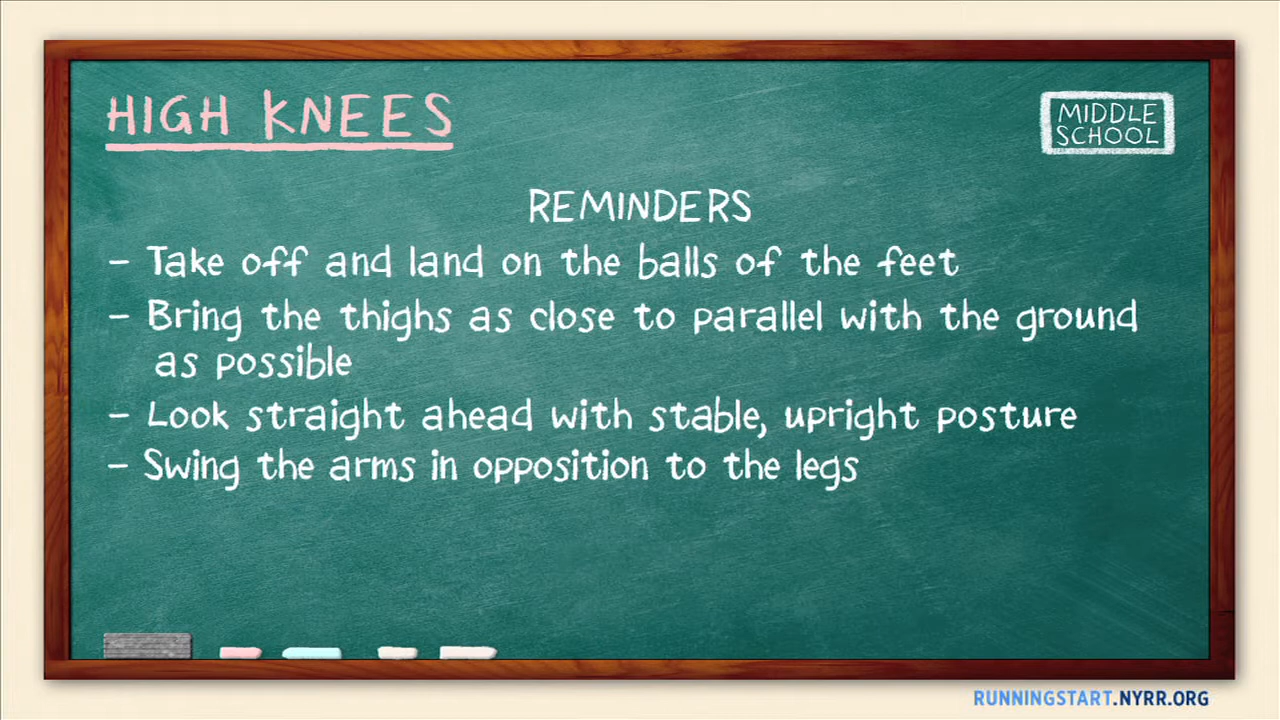 HIGH KNEES
MIDDLE
SCHOOL
REMINDERS
– Take off and land on the balls of the feet
– Bring the thighs as close to parallel with the ground
as possible
– Look straight ahead with stable, upright posture
– Swing the arms in opposition to the legs
RUNNINGSTART.NYRR.ORG